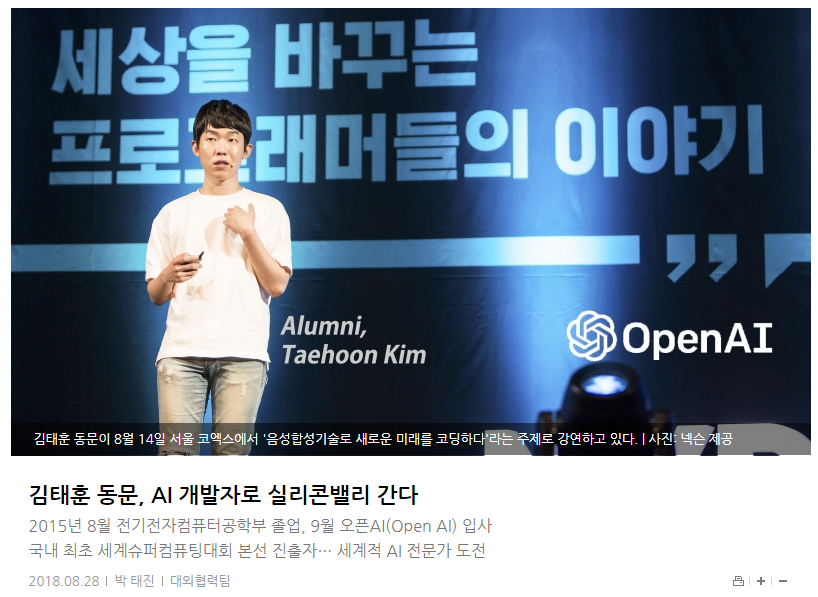 세상을 바꾸는
프로그래머들의 이야기
Alumni,
Taehoon Kim
OpenAI
김태훈 동문이 8월 14일 서울 코엑스에서 '음성합성기술로 새로운 미래를 코딩하다'라는 주제로 강연하고 있다. | 사진: 넥슨 제공
김태훈 동문, AI 개발자로 실리콘밸리 간다
2015년 8월 전기전자컴퓨터공학부 졸업, 9월 오픈AI(Open AI) 입사
국내 최초 세계슈퍼컴퓨팅대회 본선 진출자… 세계적 AI 전문가 도전
2018.08.28 | 박 태진 | 대외협력팀